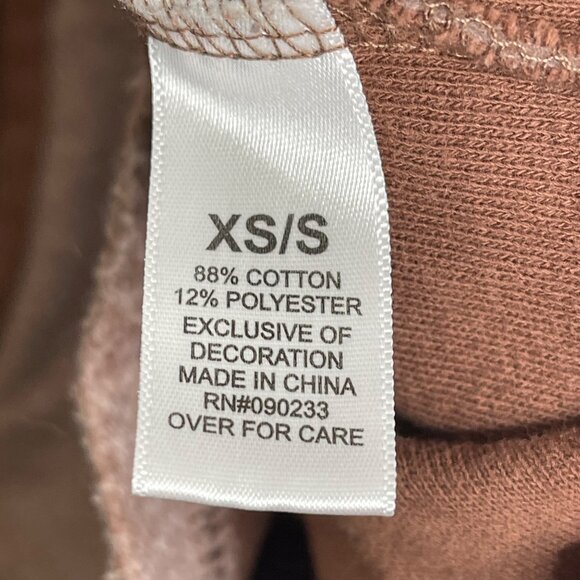 XS/S
88% COTTON
12% POLYESTER
EXCLUSIVE OF
DECORATION
MADE IN CHINA
RN#090233
OVER FOR CARE